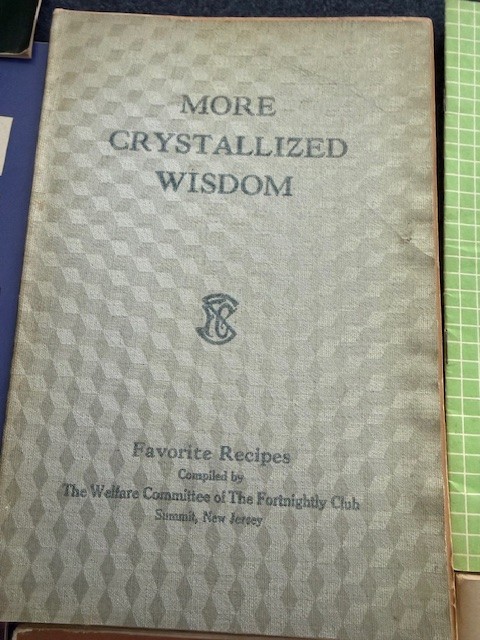 MORE
CRYSTALLIZED
WISDOM
Favorite Recipes
Compiled by
The Welfare Committee of The Fortnightly Club
Summit, New Jersey